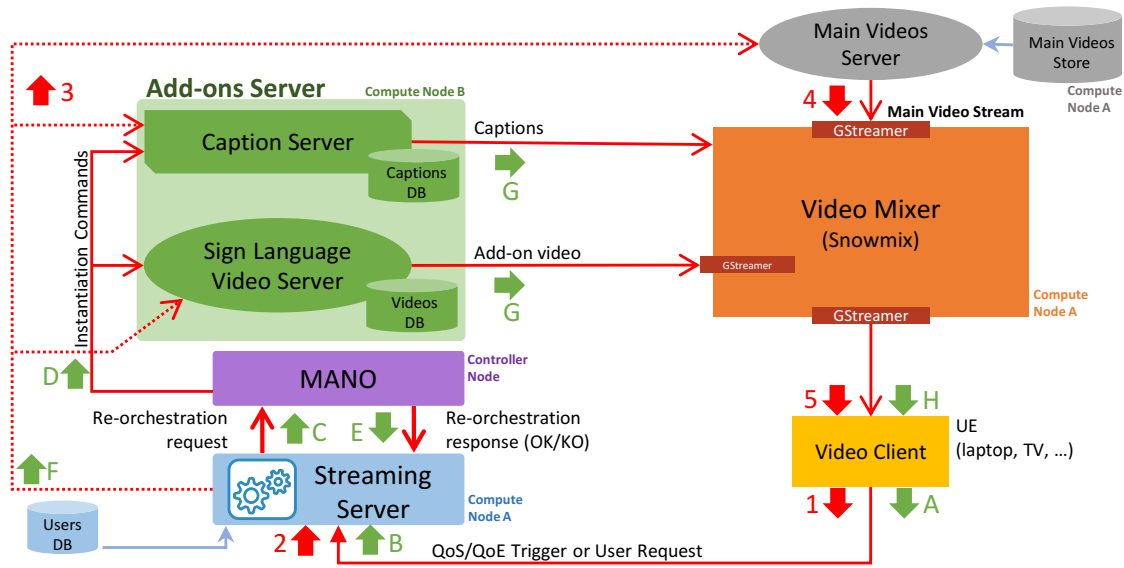 Main Videos
Server
Main Videos
Store
Compute
Node A
3
Add-ons Server
Compute Node B
4
Main Video Stream
GStreamer
Caption Server
Captions
DB
Captions
G
Instantiation Commands
Video Mixer
(Snowmix)
Sign Language
Video Server
Videos
DB
Add-on video
G
GStreamer
GStreamer
Compute
Node A
D
MANO
Controller
Node
Re-orchestration
request
C
E
Re-orchestration
response (OK/KO)
5
H
Video Client
UE
(laptop, TV, ...)
F
Streaming
Server
Compute
Node A
Users
DB
2
B
1
A
QoS/QoE Trigger or User Request